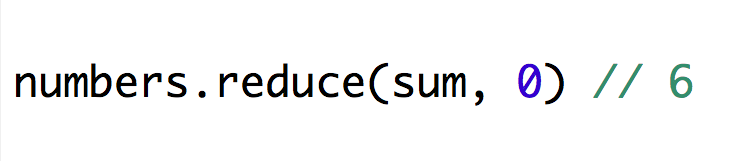 numbers.reduce(sum, 0) // 6